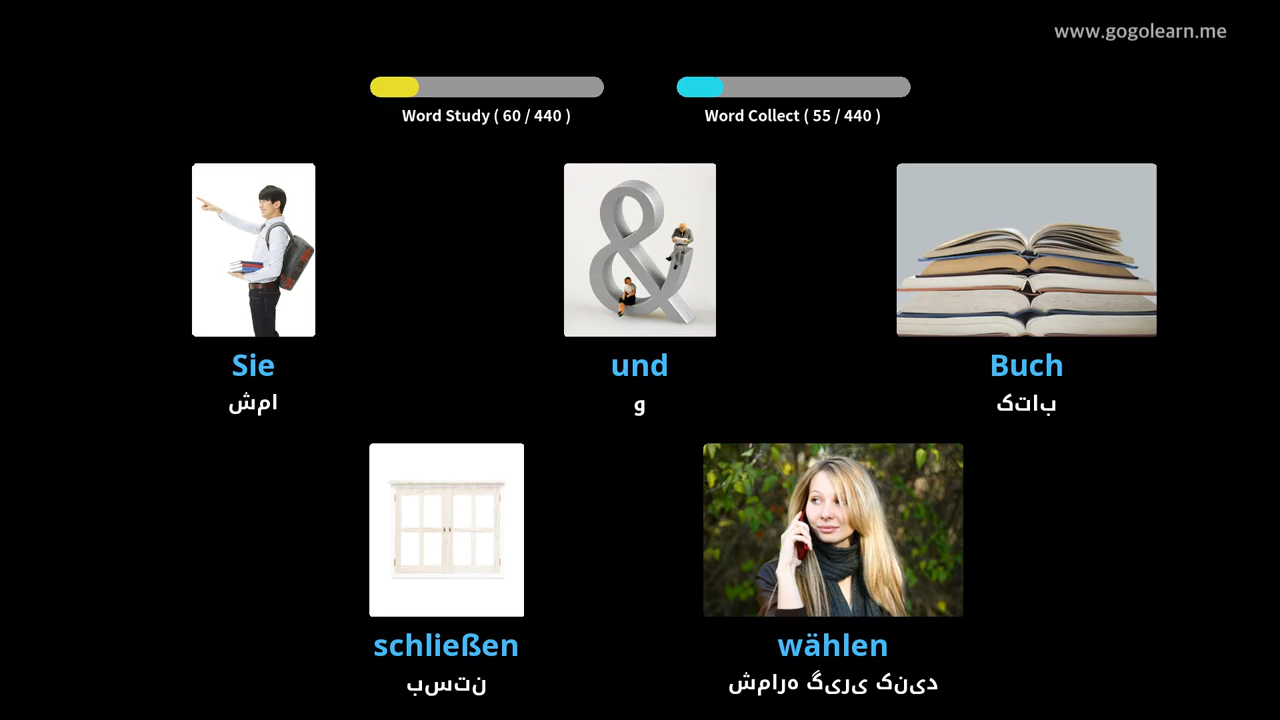 www.gogolearn.me
Word Study ( 60 / 440 )
Word Collect ( 55 / 440 )
Sie
امش
und
و
Buch
باتک
schließen
نتسب
wählen
دینک یریگ هرامش